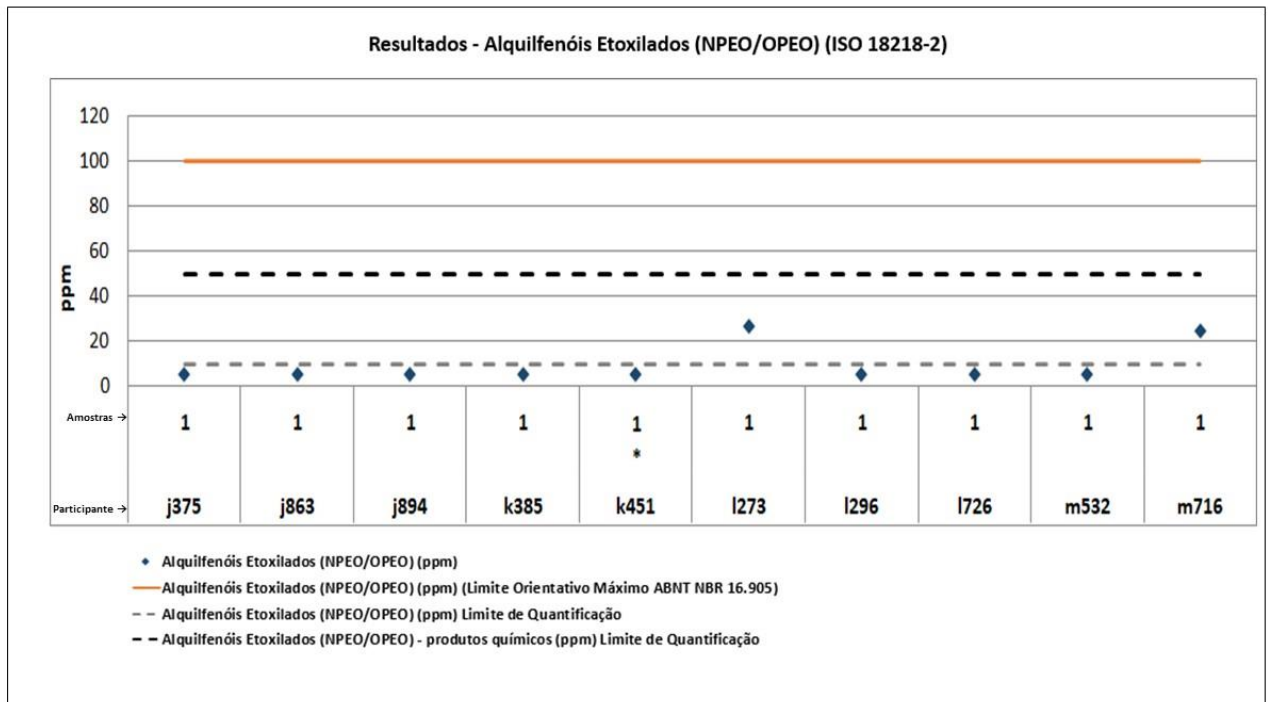 Resultados - Alquilfenóis Etoxilados (NPEO/OPEO) (ISO 18218-2)
120
100
80
60
40
20
0
ppm
Amostras → 1 1 1 1 1 1 1 1 1 1
*
Participante → j375 j863 j894 k385 k451 l273 l296 l726 m532 m716
Alquilfenóis Etoxilados (NPEO/OPEO) (ppm)
Alquilfenóis Etoxilados (NPEO/OPEO) (ppm) (Limite Orientativo Máximo ABNT NBR 16.905)
Alquilfenóis Etoxilados (NPEO/OPEO) (ppm) Limite de Quantificação
Alquilfenóis Etoxilados (NPEO/OPEO) - produtos químicos (ppm) Limite de Quantificação